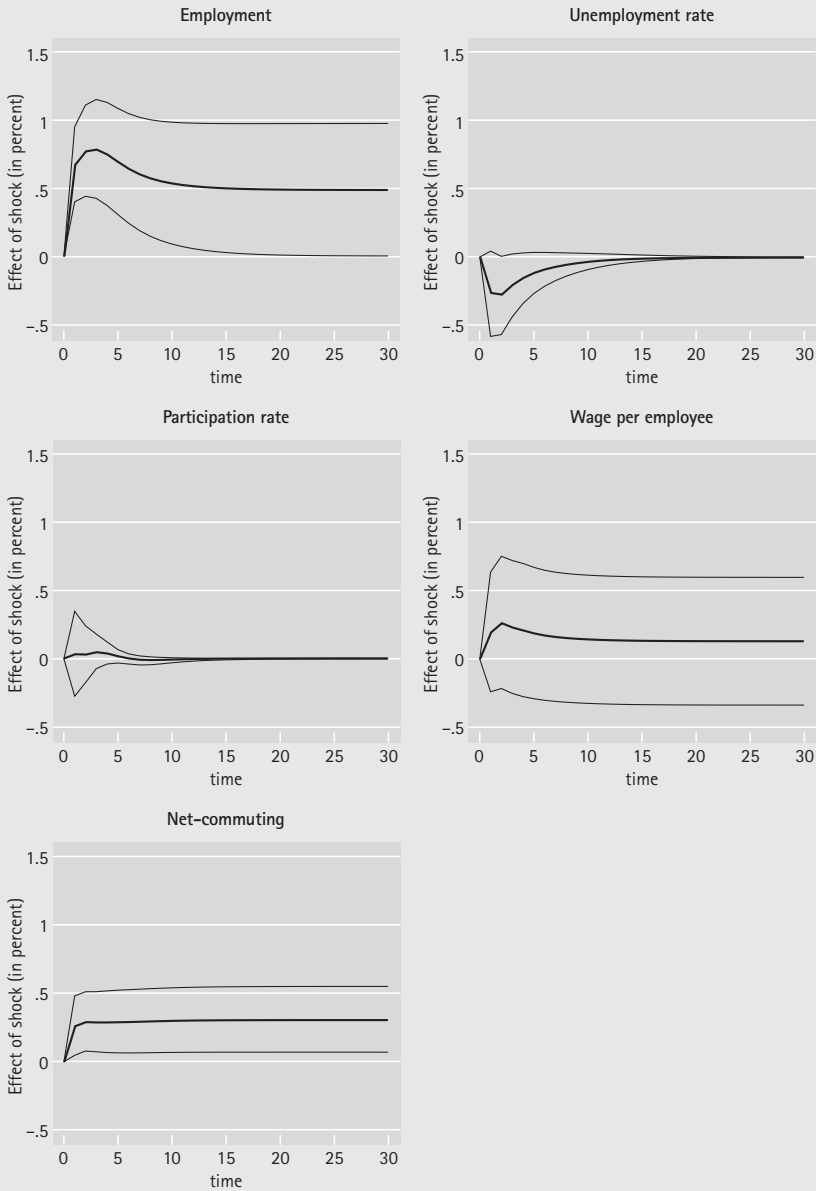 Employment
Effect of shock (in percent)
1.5
1
.5
0
–.5
0 5 10 15 20 25 30
time
Unemployment rate
Effect of shock (in percent)
1.5
1
.5
0
–.5
0 5 10 15 20 25 30
time
Participation rate
Effect of shock (in percent)
1.5
1
.5
0
–.5
0 5 10 15 20 25 30
time
Wage per employee
Effect of shock (in percent)
1.5
1
.5
0
–.5
0 5 10 15 20 25 30
time
Net-commuting
Effect of shock (in percent)
1.5
1
.5
0
–.5
0 5 10 15 20 25 30
time